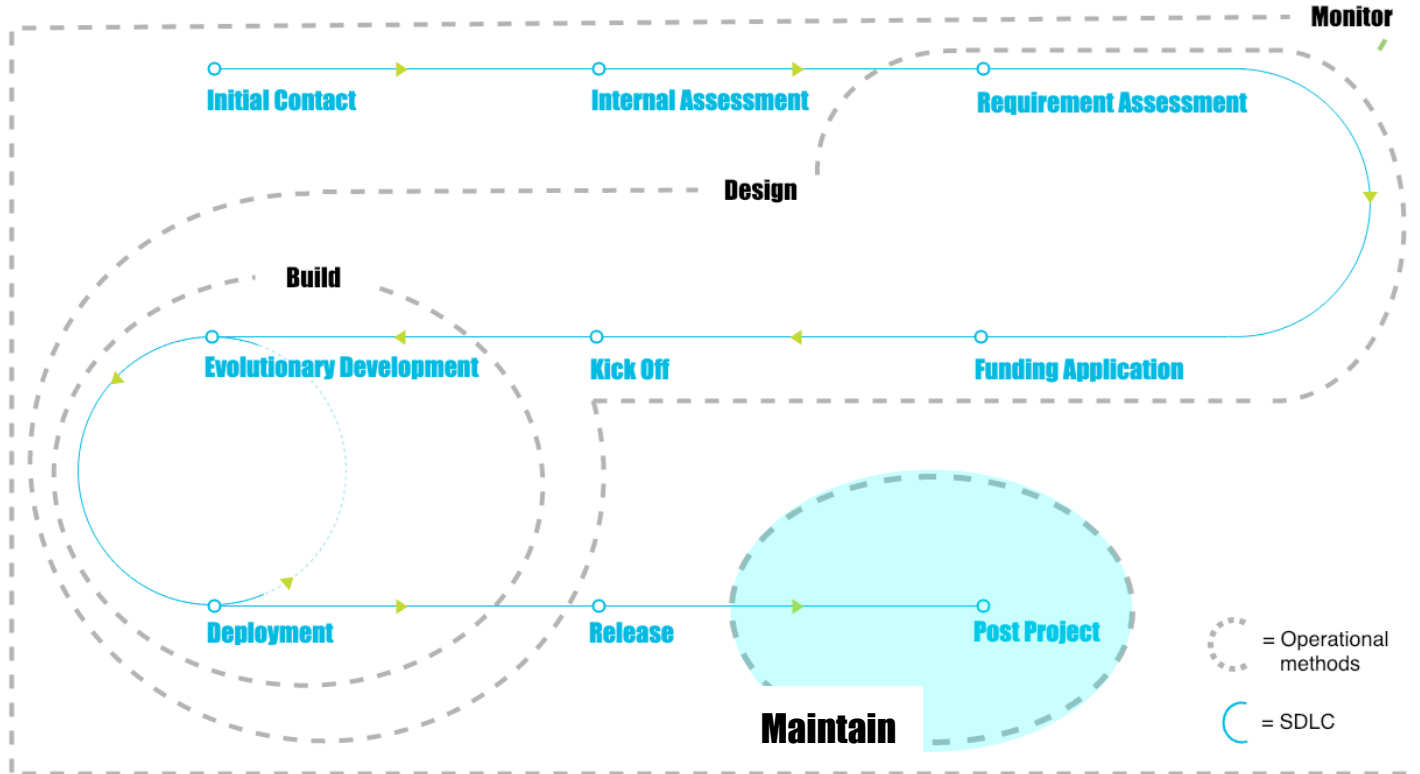 Monitor
Initial Contact
Internal Assessment
Requirement Assessment
Design
Build
Evolutionary Development
Kick Off
Funding Application
Deployment
Release
Post Project
Maintain
= Operational
methods
= SDLC